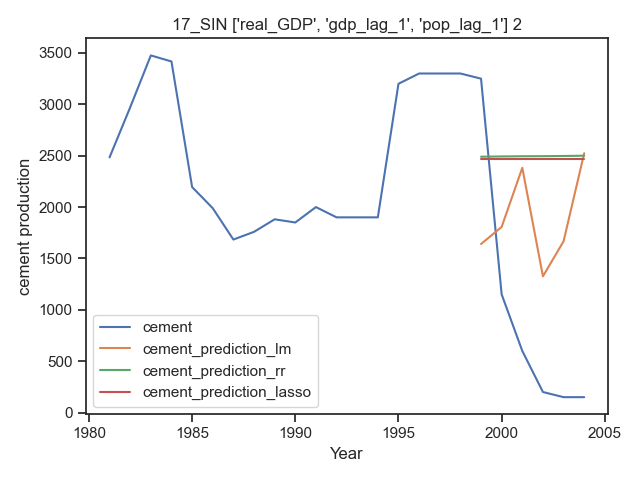 17_SIN ['real_GDP', 'gdp_lag_1', 'pop_lag_1'] 2
3500
3000
2500
2000
1500
1000
500
0
cement production
cement
cement_prediction_lm
cement_prediction_rr
cement_prediction_lasso
1980 1985 1990 1995 2000 2005
Year